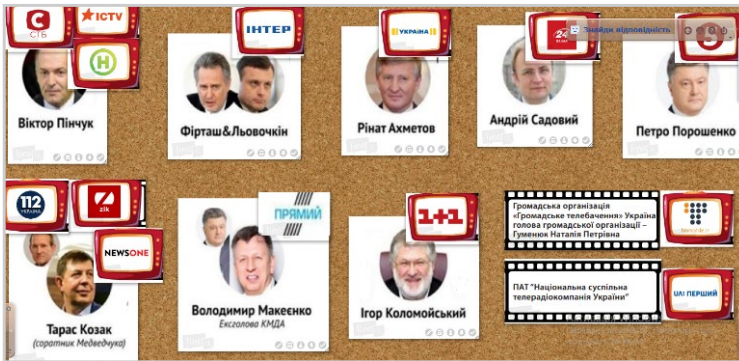 СТБ
ICTV
ІНТЕР
УКРАЇНА
24
Знайди відповідність
Віктор Пінчук
Фірташ&Льовочкін
Рінат Ахметов
Андрій Садовий
Петро Порошенко
112
УКРАЇНА
zik
NEWSONE
ПРЯМИЙ
1+1
Громадська організація
«Громадське телебачення» Україна
голова громадської організації –
Гуменюк Наталія Петрівна
ПАТ "Національна суспільна
телерадіокомпанія України"
UA: ПЕРШИЙ
Тарас Козак
(соратник Медведчука)
Володимир Макеєнко
Ексголова КМДА
Ігор Коломойський